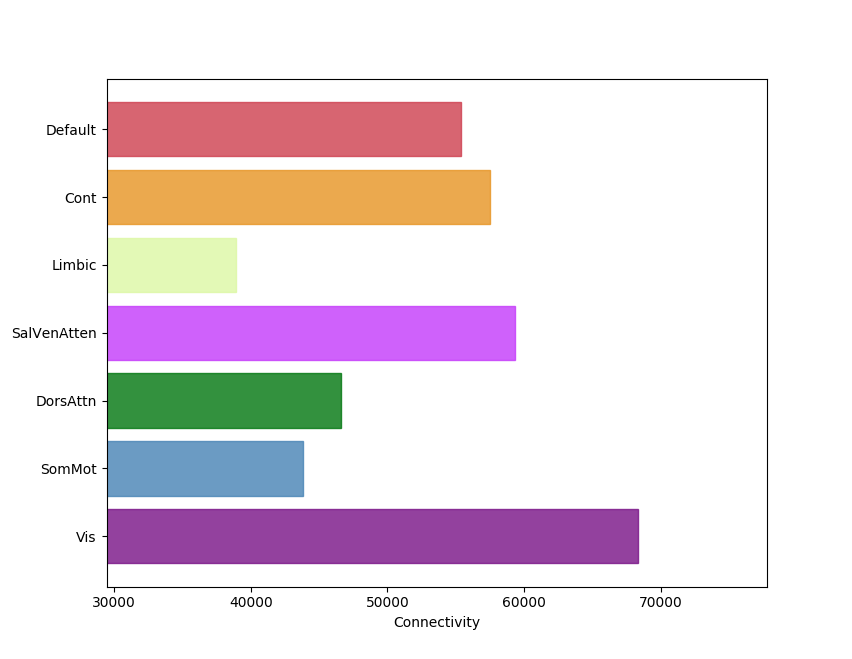 Default
Cont
Limbic
SalVenAtten
DorsAttn
SomMot
Vis
30000 40000 50000 60000 70000
Connectivity